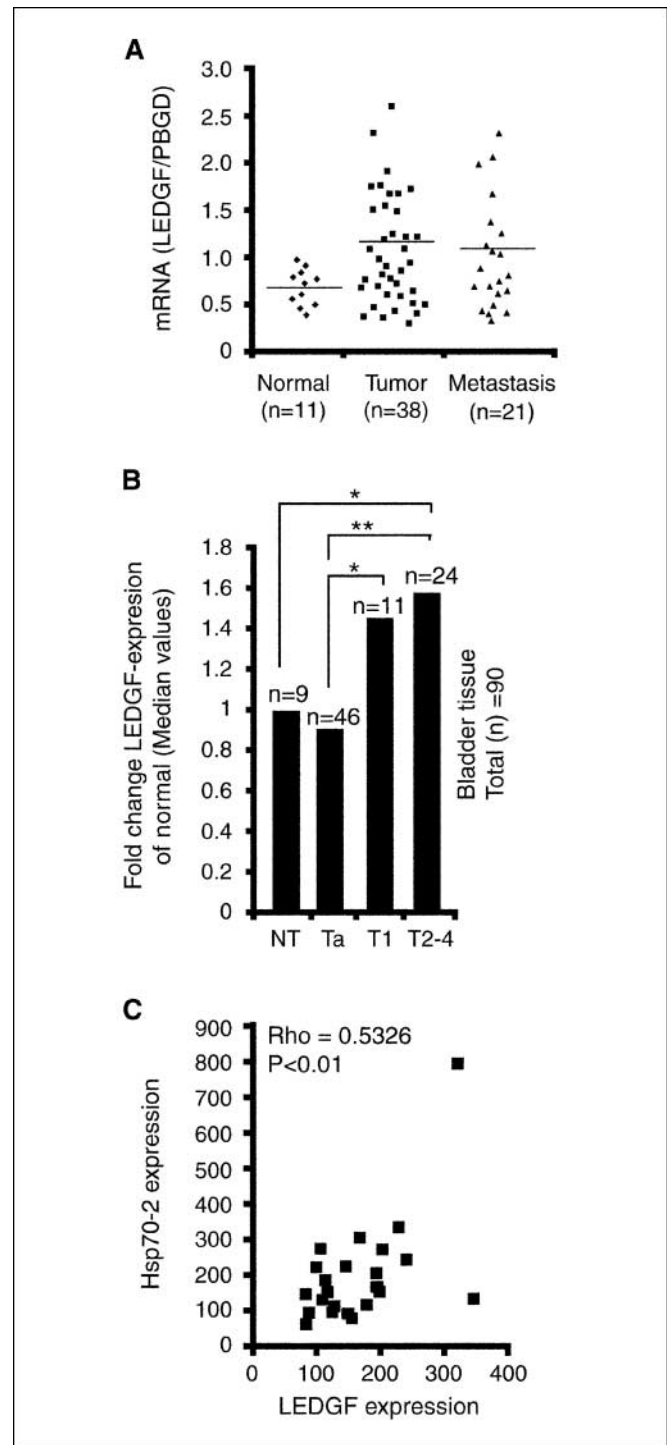 A
mRNA (LEDGF/PBGD)
3.0
2.5
2.0
1.5
1.0
0.5
0
Normal
(n=11)
Tumor
(n=38)
Metastasis
(n=21)
B
Fold change LEDGF-expresion
of normal (Median values)
1.8
1.6
1.4
1.2
1
0.8
0.6
0.4
0.2
0
*
**
*
n=9
n=46
n=11
n=24
NT
Ta
T1
T2-4
Bladder tissue
Total (n) =90
C
Hsp70-2 expression
900
800
700
600
500
400
300
200
100
0
Rho = 0.5326
P<0.01
0
100
200
300
400
LEDGF expression